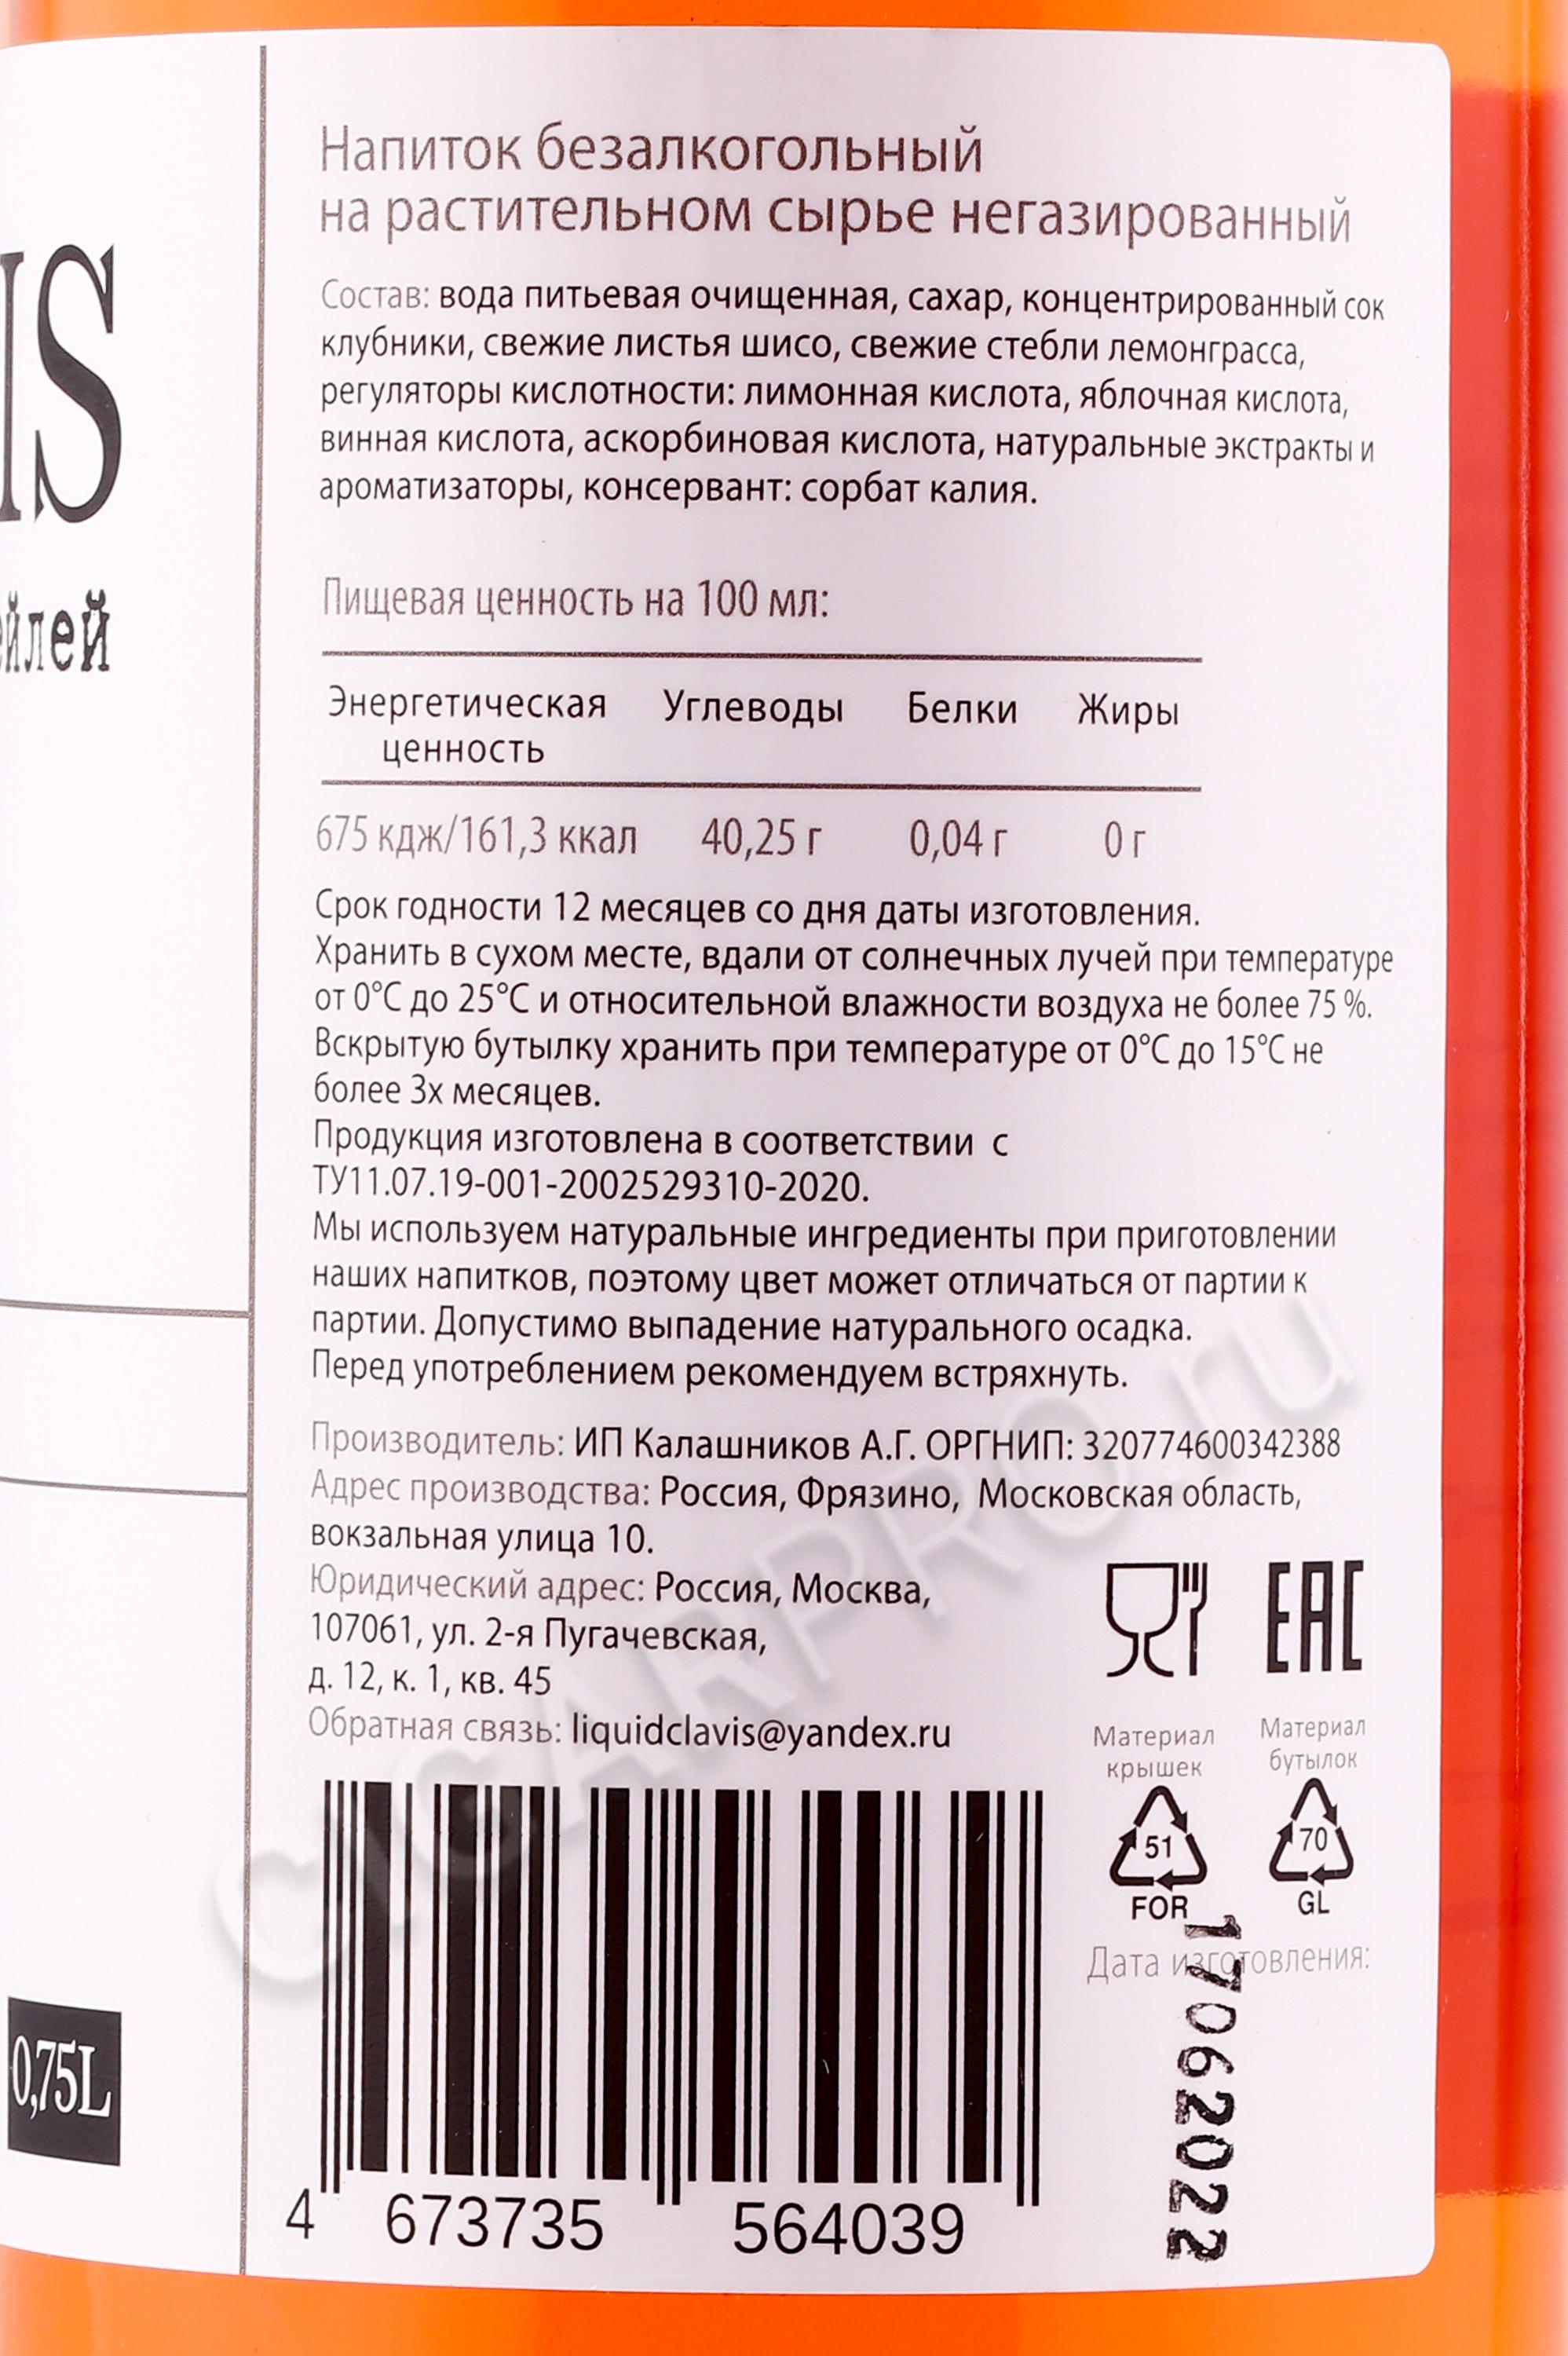 IS
ейлей
0,75L
Напиток безалкогольный
на растительном сырье негазированный
Состав: вода питьевая очищенная, сахар, концентрированный сок
клубники, свежие листья шисо, свежие стебли лемонграсса,
регуляторы кислотности: лимонная кислота, яблочная кислота,
винная кислота, аскорбиновая кислота, натуральные экстракты и
ароматизаторы, консервант: сорбат калия.
Пищевая ценность на 100 мл:
Энергетическая Углеводы Белки Жиры
ценность
675 кдж/161,3 ккал 40,25 г 0,04 г 0 г
Срок годности 12 месяцев со дня даты изготовления.
Хранить в сухом месте, вдали от солнечных лучей при температуре
от 0°С до 25°С и относительной влажности воздуха не более 75 %.
Вскрытую бутылку хранить при температуре от 0°С до 15°С не
более 3х месяцев.
Продукция изготовлена в соответствии с
ТУ11.07.19-001-2002529310-2020.
Мы используем натуральные ингредиенты при приготовлении
наших напитков, поэтому цвет может отличаться от партии к
партии. Допустимо выпадение натурального осадка.
Перед употреблением рекомендуем встряхнуть.
Производитель: ИП Калашников А.Г. ОРГНИП: 320774600342388
Адрес производства: Россия, Фрязино, Московская область,
вокзальная улица 10.
Юридический адрес: Россия, Москва,
107061, ул. 2-я Пугачевская,
д. 12, к. 1, кв. 45
Обратная связь: liquidclavis@yandex.ru
EAC
Материал
крышек
51
FOR
Материал
бутылок
70
GL
Дата изготовления:
17062022
4 673735 564039
CIGARPRO.ru